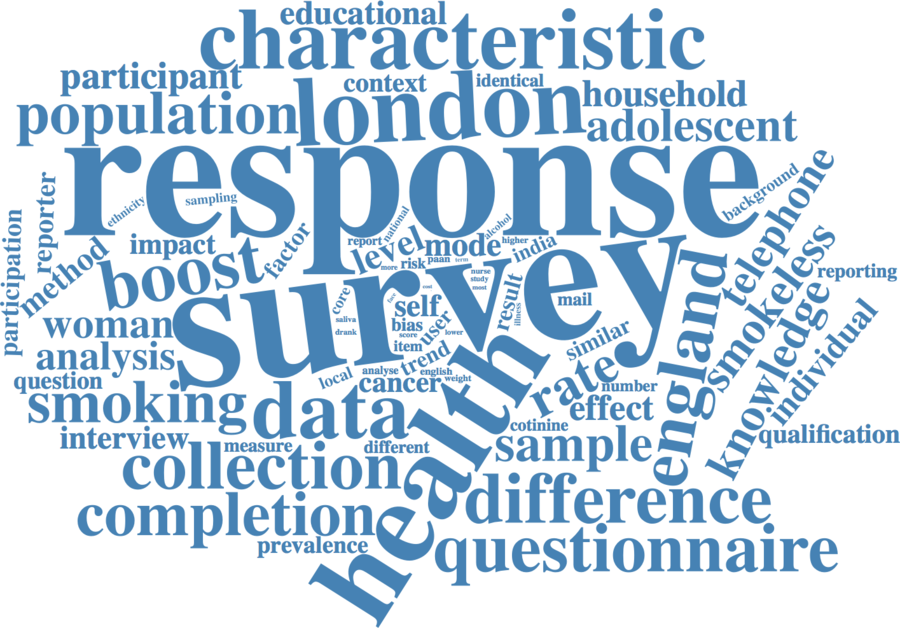 educational
characteristic
participant
context
identical
population
london
household
adolescent
response
background
telephone
ethnicity
sampling
reporter
participation
method
impact
boost
factor
report
national
level
mode
alcohol
higher
india
risk
paan
term
more
survey
england
smokeless
reporting
nurse
study
most
cost
core
self
result
illness
mail
woman
saliva
drank
bias
score
user
lower
item
trend
similar
analysis
question
local
analyse
english
weight
cancer
rate
number
knowledge
individual
smoking
data
health
effect
cotinine
interview
measure
different
sample
qualification
collection
difference
completion
prevalence
questionnaire